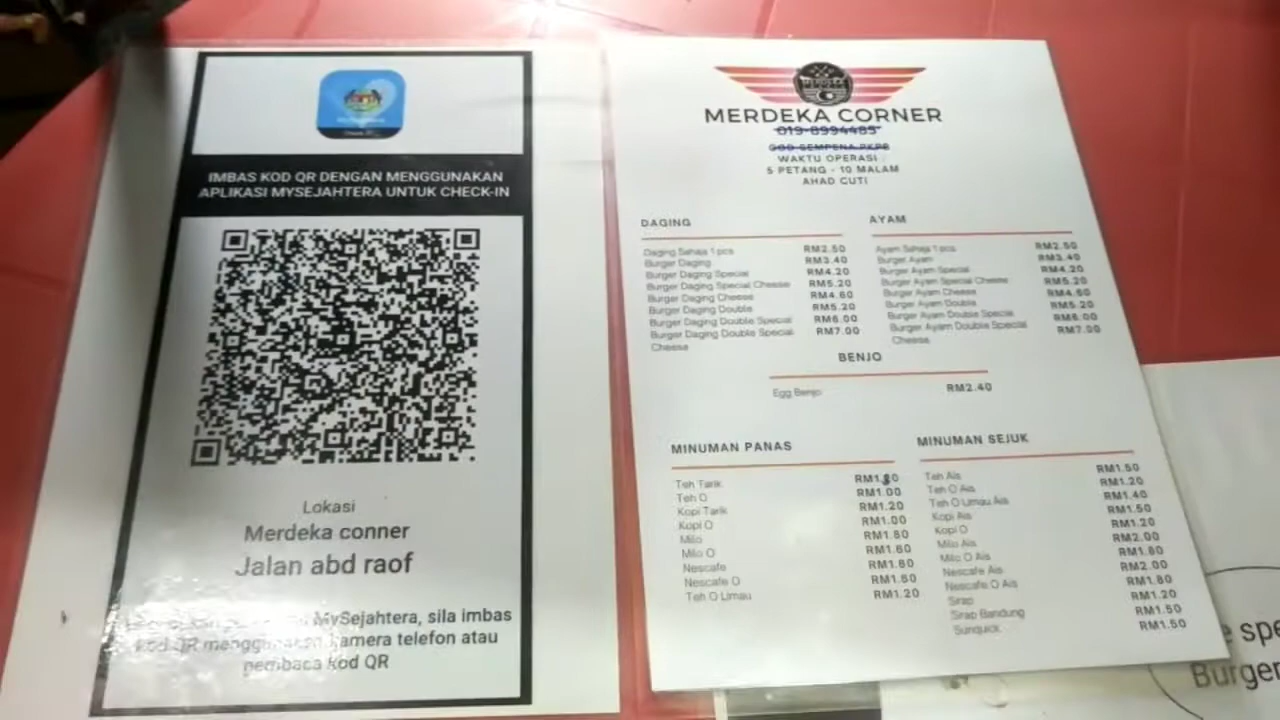 IMBAS KOD QR DENGAN MENGGUNAKAN
APLIKASI MYSEJAHTERA UNTUK CHECK-IN
Lokasi
Merdeka conner
Jalan abd raof
MySejahtera, sila imbas
kod QR menggunakan kamera telefon atau
pembaca kod QR
MERDEKA CORNER
019-8994485
COD SEMPENA PKPB
WAKTU OPERASI :
5 PETANG - 10 MALAM
AHAD CUTI
DAGING
Daging Sahaja 1 pcs RM2.50
Burger Daging RM3.40
Burger Daging Special RM4.20
Burger Daging Special Cheese RM5.20
Burger Daging Cheese RM4.60
Burger Daging Double RM5.20
Burger Daging Double Special RM6.00
Burger Daging Double Special RM7.00
Cheese
AYAM
Ayam Sahaja 1 pcs RM2.50
Burger Ayam RM3.40
Burger Ayam Special RM4.20
Burger Ayam Special Cheese RM5.20
Burger Ayam Cheese RM4.60
Burger Ayam Double RM5.20
Burger Ayam Double Special RM6.00
Burger Ayam Double Special RM7.00
Cheese
BENJO
Egg Benjo RM2.40
MINUMAN PANAS
Teh Tarik
Teh O RM1.00
Kopi Tarik RM1.20
Kopi O RM1.00
Milo RM1.80
Milo O RM1.60
Nescafe RM1.80
Nescafe O RM1.60
Teh O Limau RM1.20
MINUMAN SEJUK
Teh Ais RM1.50
Teh O Ais RM1.20
Teh O Limau Ais RM1.40
Kopi Ais RM1.50
Kopi O RM1.20
Milo Ais RM2.00
Milo O Ais RM1.80
Nescafe Ais RM2.00
Nescafe O Ais RM1.80
Sirap RM1.20
Sirap Bandung RM1.50
Sunquick RM1.50
e spe
Burger